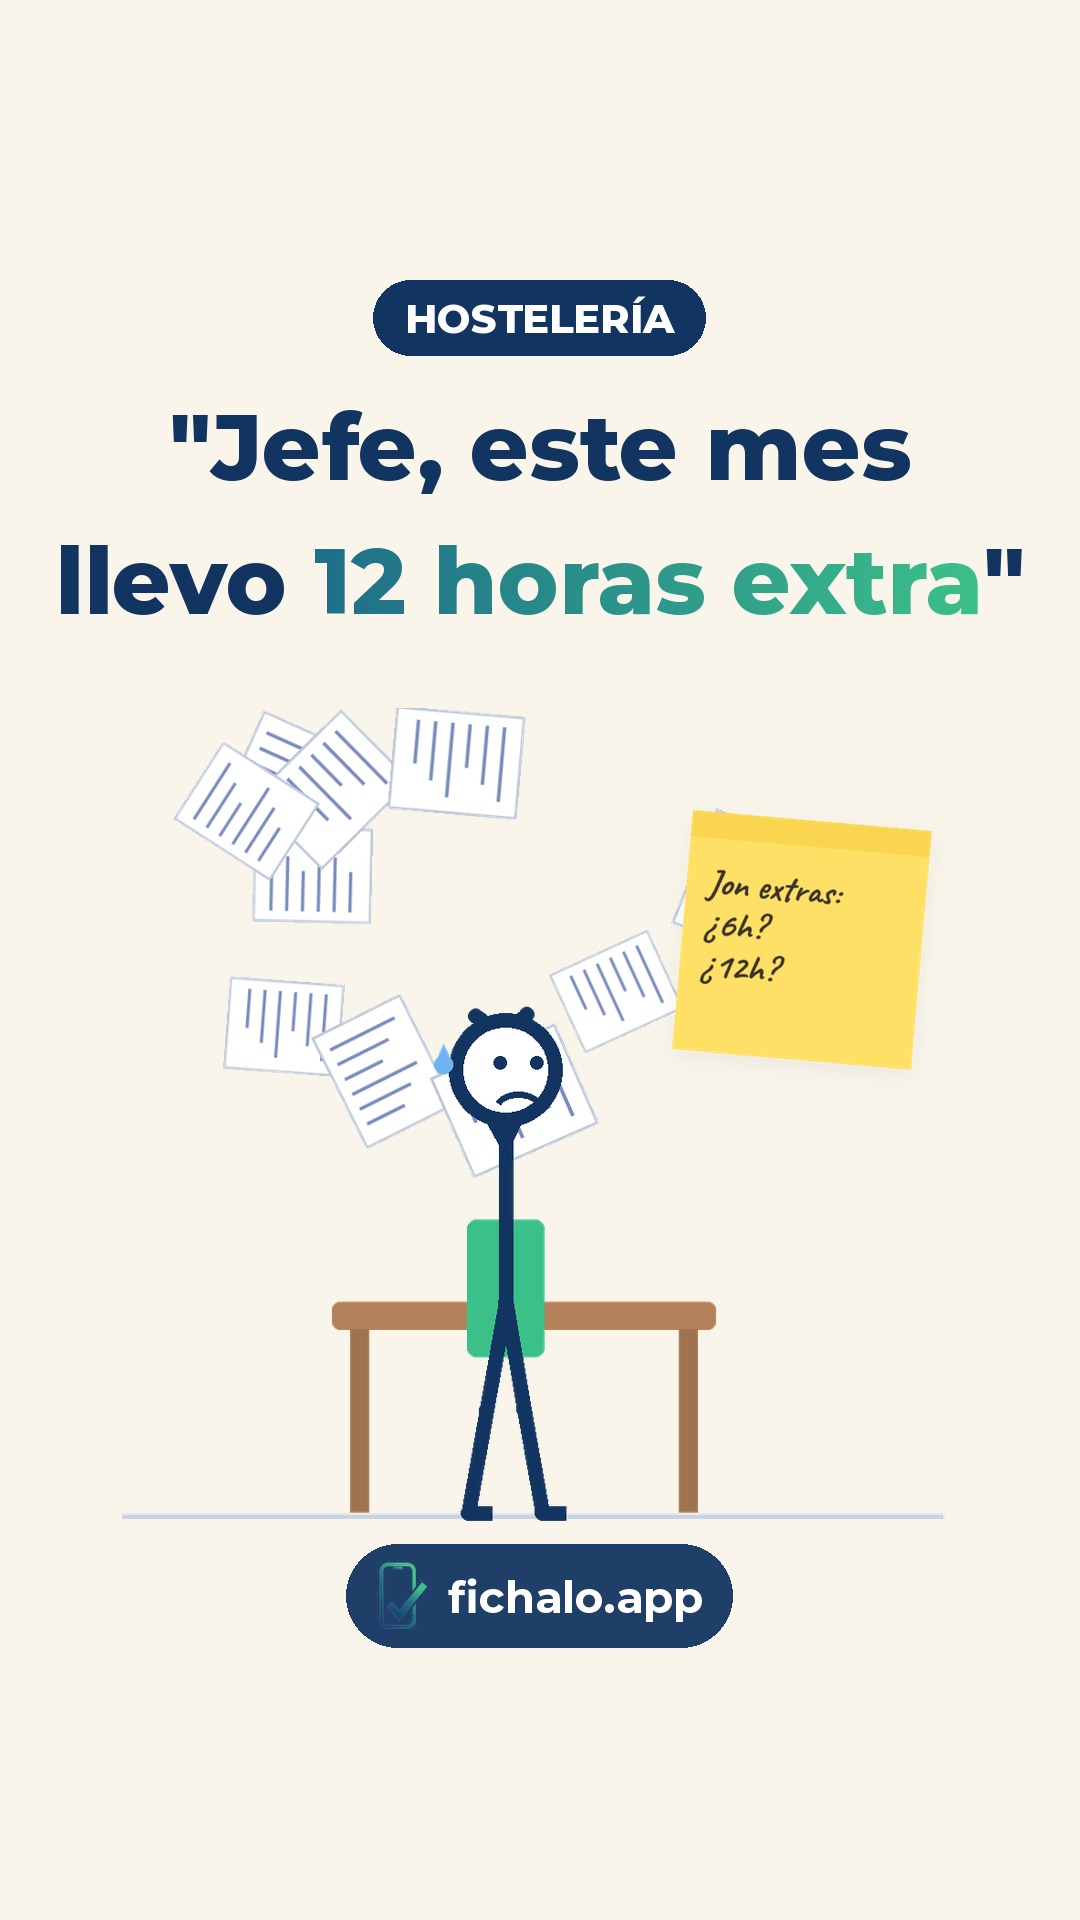 HOSTELERÍA
"Jefe, este mes
llevo 12 horas extra"
Jon extras:
¿6h?
¿12h?
fichalo.app